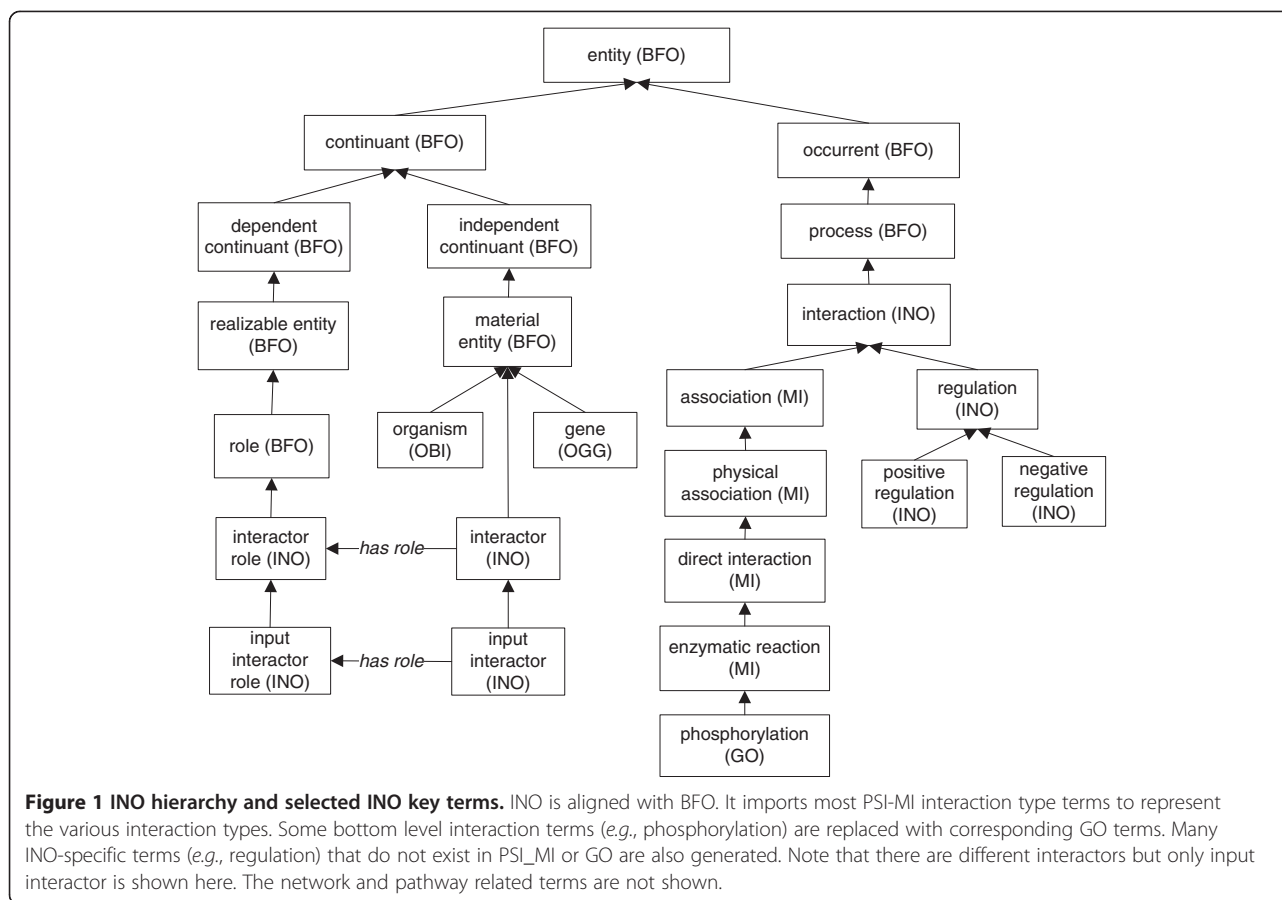 entity (BFO)
continuant (BFO)
occurrent (BFO)
dependent
continuant (BFO)
independent
continuant (BFO)
process (BFO)
realizable entity
(BFO)
material
entity (BFO)
interaction (INO)
association (MI)
regulation
(INO)
role (BFO)
organism
(OBI)
gene
(OGG)
physical
association (MI)
positive
regulation
(INO)
negative
regulation
(INO)
interactor
role (INO)
has role
interactor
(INO)
direct interaction
(MI)
input
interactor
role (INO)
has role
input
interactor
(INO)
enzymatic reaction
(MI)
phosphorylation
(GO)
Figure 1 INO hierarchy and selected INO key terms. INO is aligned with BFO. It imports most PSI-MI interaction type terms to represent
the various interaction types. Some bottom level interaction terms (e.g., phosphorylation) are replaced with corresponding GO terms. Many
INO-specific terms (e.g., regulation) that do not exist in PSI_MI or GO are also generated. Note that there are different interactors but only input
interactor is shown here. The network and pathway related terms are not shown.